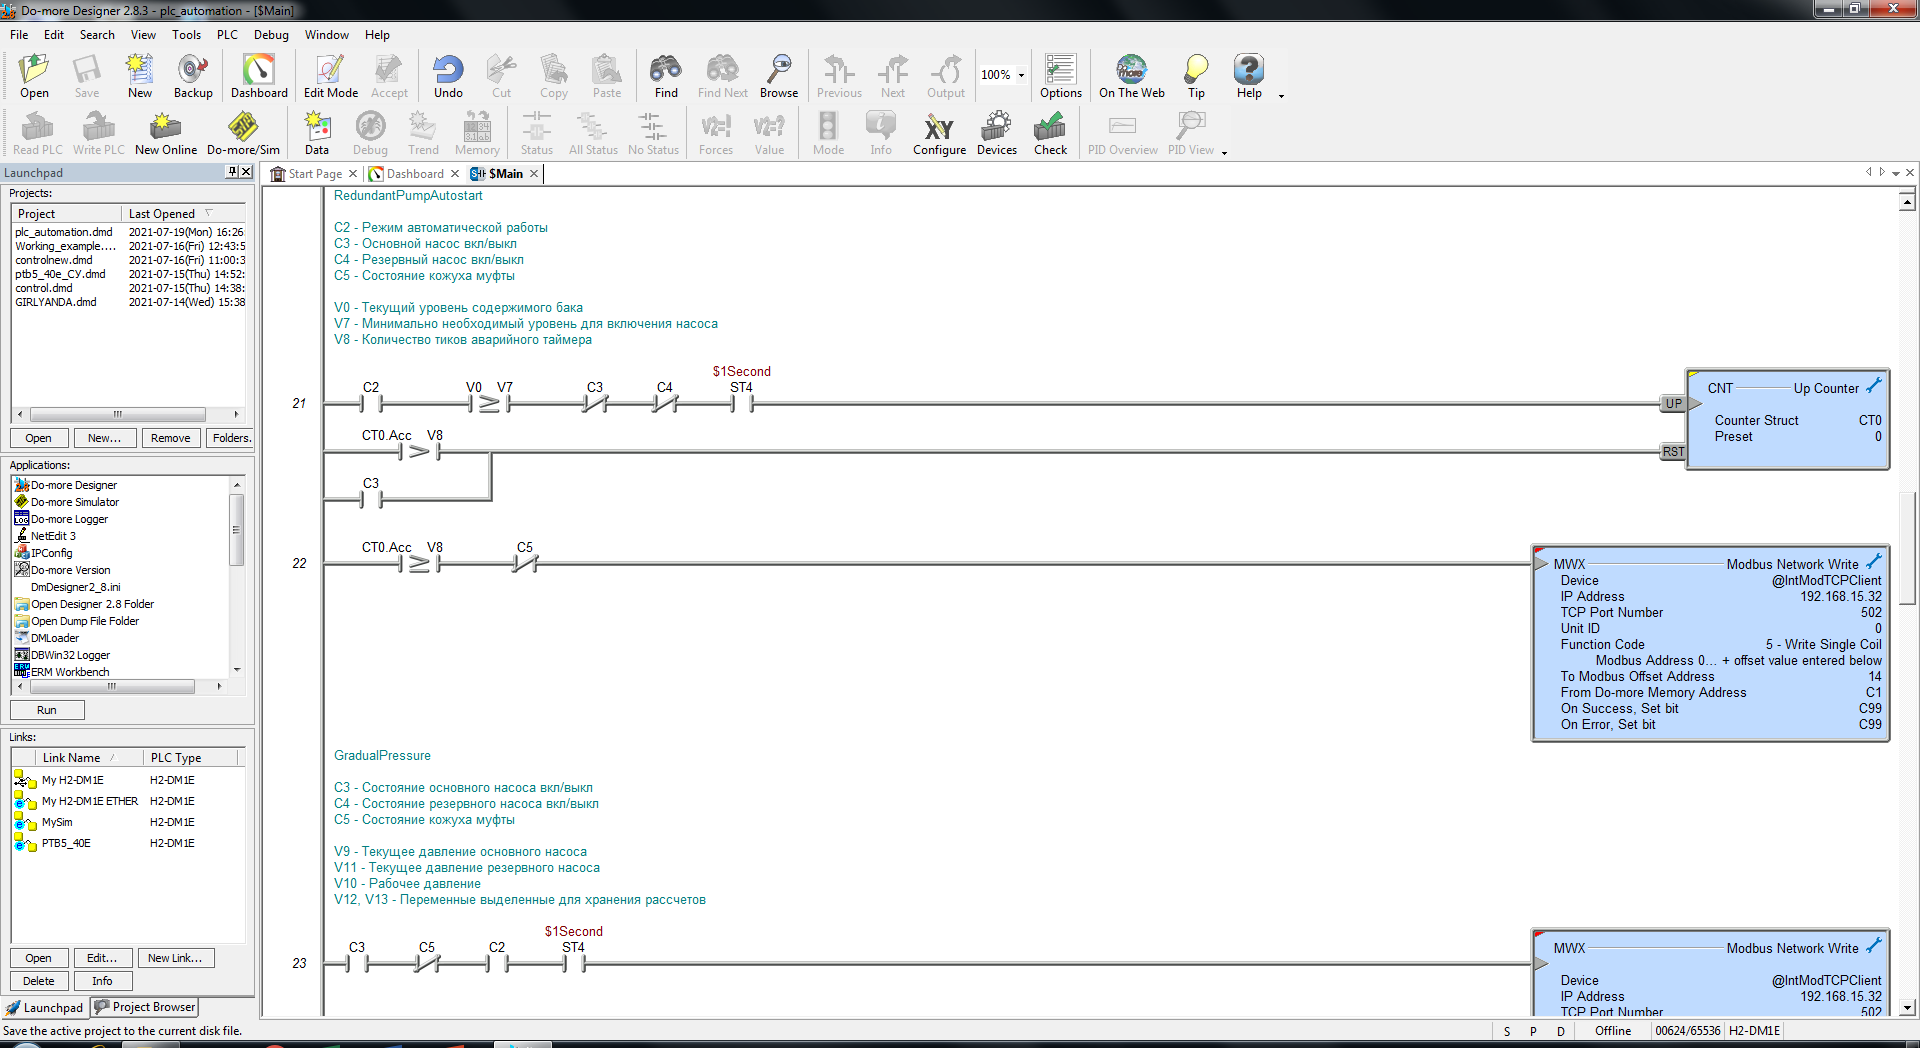 Do-more Designer 2.8.3 - plc_automation - [$Main]
File Edit Search View Tools PLC Debug Window Help
Open Save New Backup Dashboard Edit Mode Accept Undo Cut Copy Paste Find Find Next Browse Previous Next Output 100% Options On The Web Tip Help
Read PLC Write PLC New Online Do-more/Sim Data Debug Trend Memory Status All Status No Status Forces Value Mode Info Configure Devices Check PID Overview PID View
Launchpad
Start Page Dashboard $Main
Projects:
Project Last Opened
plc_automation.dmd 2021-07-19(Mon) 16:26
Working_example.... 2021-07-16(Fri) 12:43:5
controlnew.dmd 2021-07-16(Fri) 11:00:3
ptb5_40e_СУ.dmd 2021-07-15(Thu) 14:52:
control.dmd 2021-07-15(Thu) 14:38:
GIRLYANDA.dmd 2021-07-14(Wed) 15:38
Open New... Remove Folders.
Applications:
Do-more Designer
Do-more Simulator
Do-more Logger
NetEdit 3
IPConfig
Do-more Version
DmDesigner2_8.ini
Open Designer 2.8 Folder
Open Dump File Folder
DMLoader
DBWin32 Logger
ERM Workbench
Run
Links:
Link Name PLC Type
My H2-DM1E H2-DM1E
My H2-DM1E ETHER H2-DM1E
MySim H2-DM1E
PTB5_40E H2-DM1E
Open Edit... New Link...
Delete Info
Launchpad Project Browser
RedundantPumpAutostart
C2 - Режим автоматической работы
C3 - Основной насос вкл/выкл
C4 - Резервный насос вкл/выкл
C5 - Состояние кожуха муфты
V0 - Текущий уровень содержимого бака
V7 - Минимально необходимый уровень для включения насоса
V8 - Количество тиков аварийного таймера
$1Second
C2 V0 V7 C3 C4 ST4
21
≥
UP
CNT Up Counter
Counter Struct CT0
Preset 0
CT0.Acc V8
>
RST
C3
CT0.Acc V8 C5
22
≥
MWX Modbus Network Write
Device @IntModTCPClient
IP Address 192.168.15.32
TCP Port Number 502
Unit ID 0
Function Code 5 - Write Single Coil
Modbus Address 0... + offset value entered below
To Modbus Offset Address 14
From Do-more Memory Address C1
On Success, Set bit C99
On Error, Set bit C99
GradualPressure
C3 - Состояние основного насоса вкл/выкл
C4 - Состояние резервного насоса вкл/выкл
C5 - Состояние кожуха муфты
V9 - Текущее давление основного насоса
V11 - Текущее давление резервного насоса
V10 - Рабочее давление
V12, V13 - Переменные выделенные для хранения рассчетов
$1Second
C3 C5 C2 ST4
23
MWX Modbus Network Write
Device @IntModTCPClient
IP Address 192.168.15.32
TCP Port Number 502
Save the active project to the current disk file.
S P D Offline 00624/65536 H2-DM1E